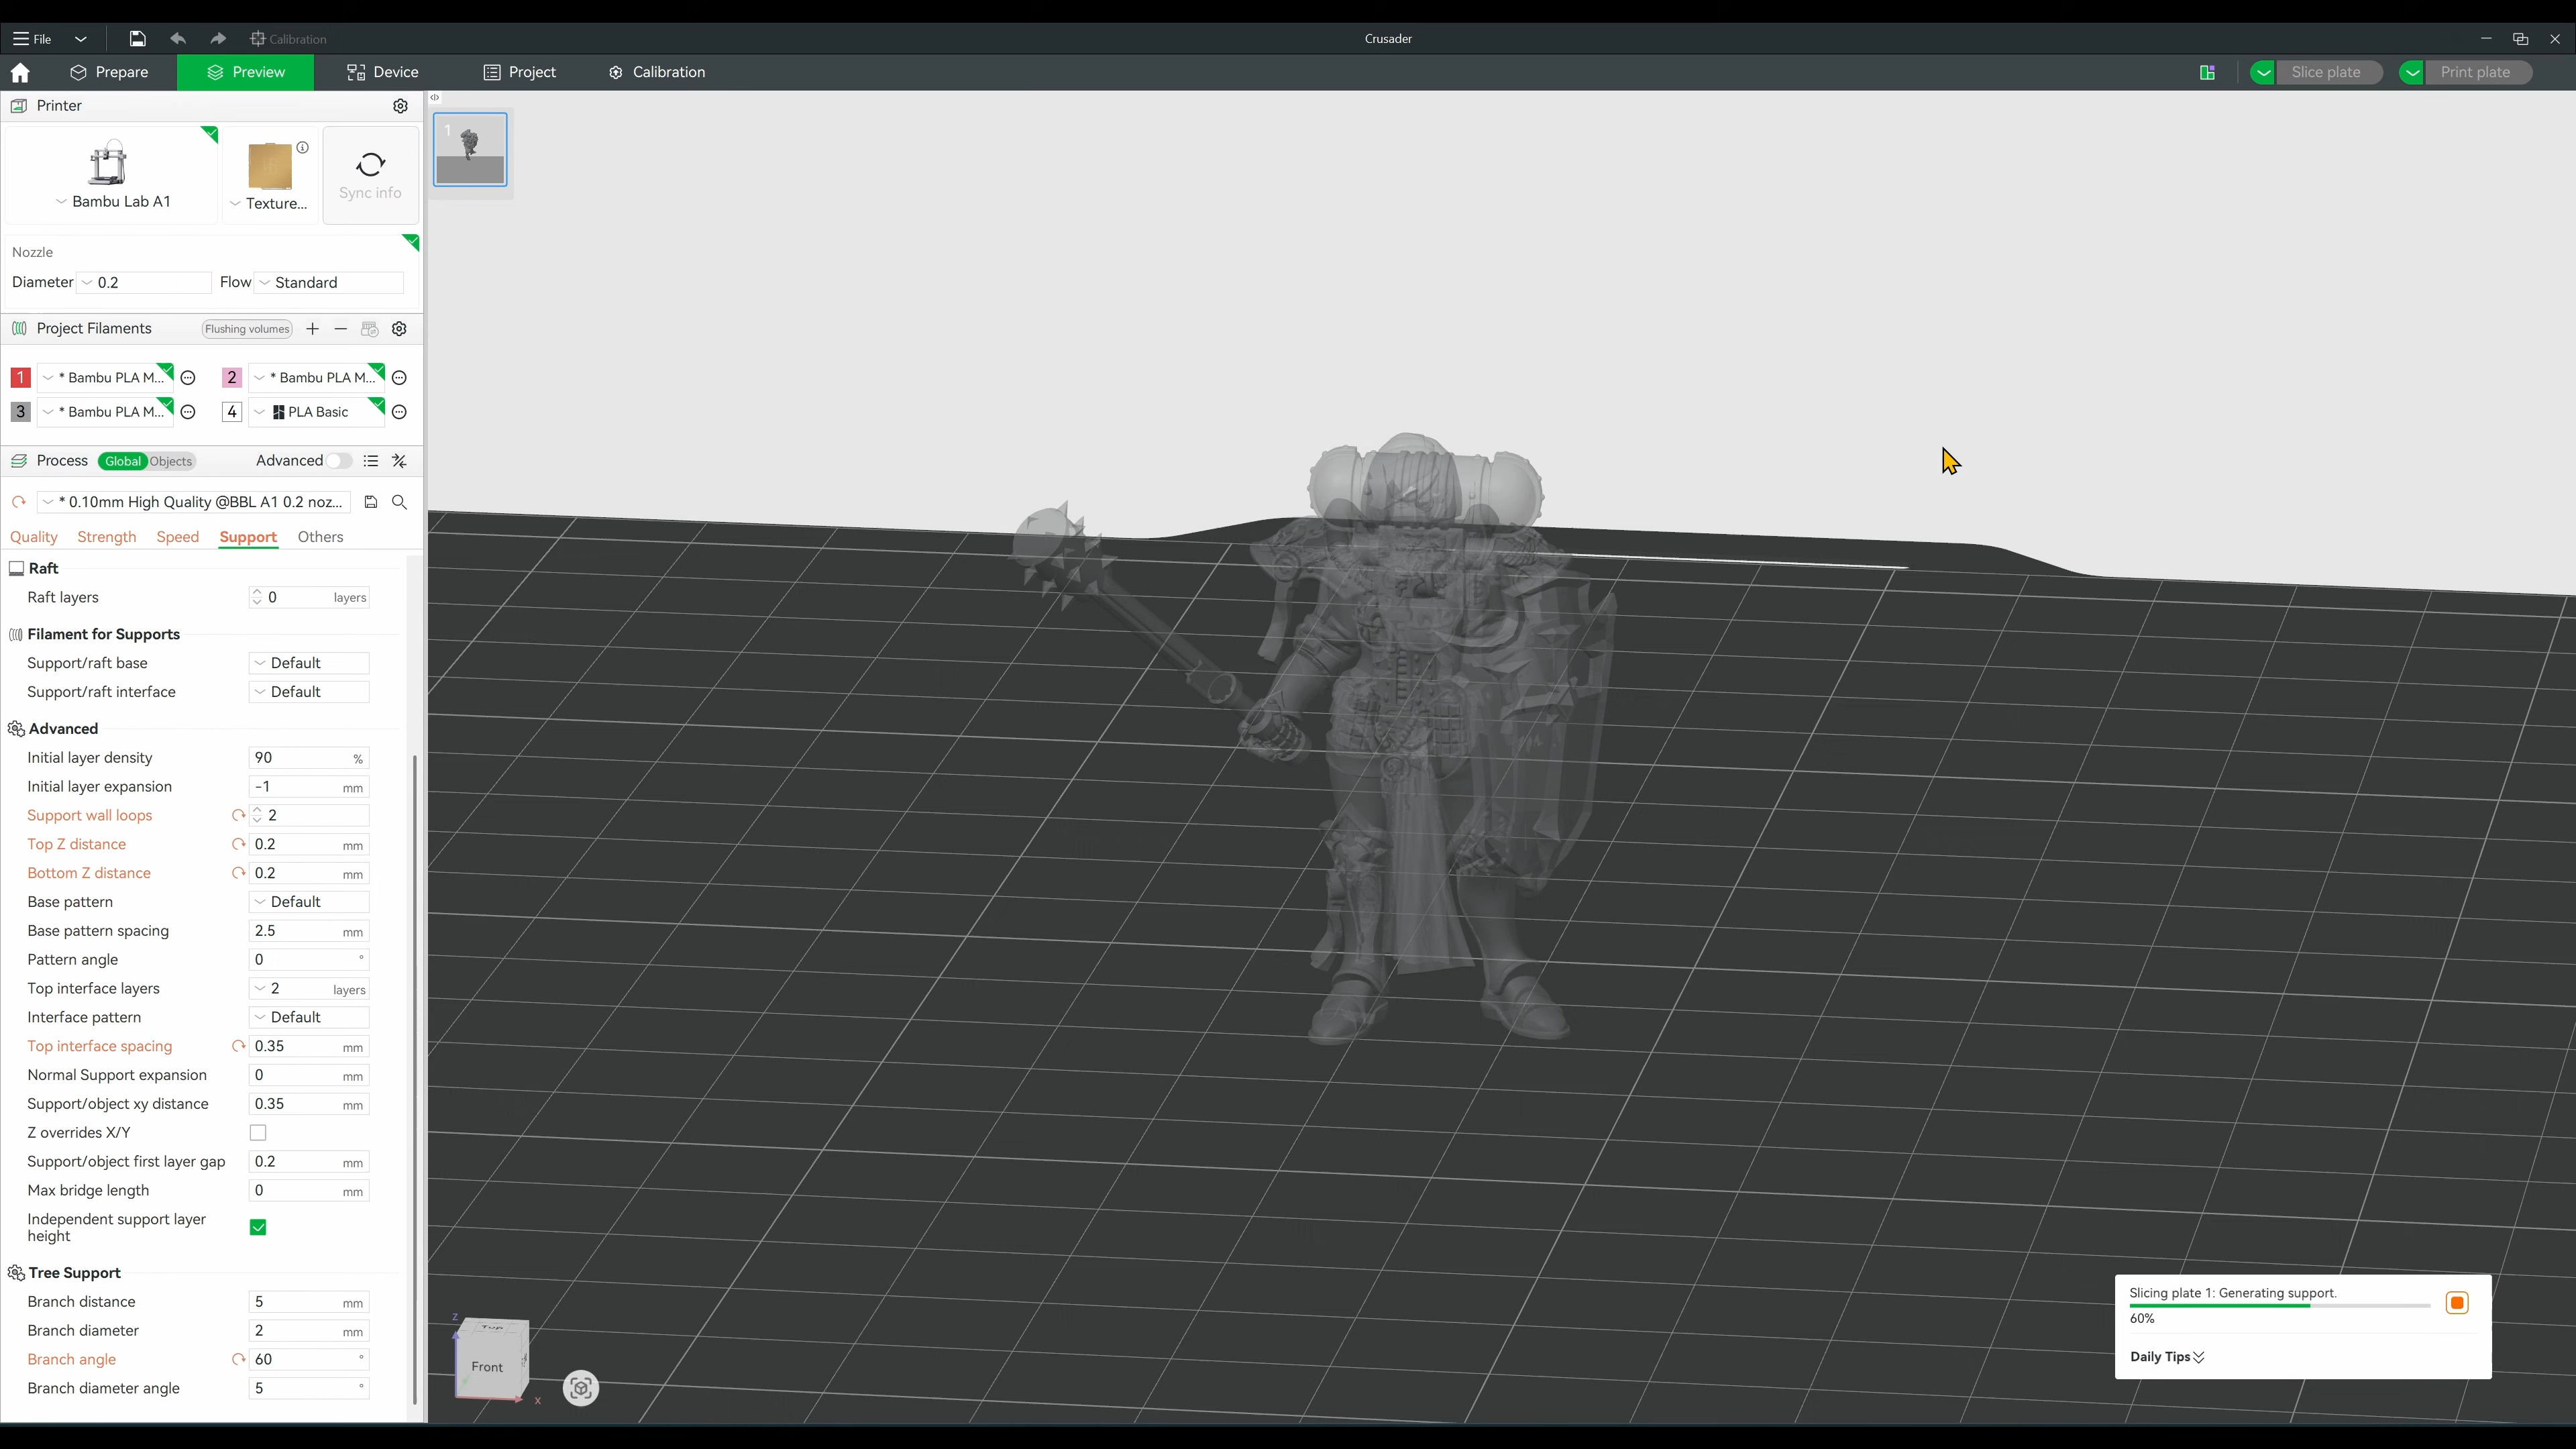 File
Calibration
Crusader
Prepare
Preview
Device
Project
Calibration
Slice plate
Print plate
Printer
Bambu Lab A1
Texture...
Sync info
Nozzle
Diameter 0.2 Flow Standard
Project Filaments Flushing volumes
1 * Bambu PLA M... 2 * Bambu PLA M...
3 * Bambu PLA M... 4 PLA Basic
Process Global Objects Advanced
* 0.10mm High Quality @BBL A1 0.2 noz...
Quality Strength Speed Support Others
Raft
Raft layers 0 layers
Filament for Supports
Support/raft base Default
Support/raft interface Default
Advanced
Initial layer density 90 %
Initial layer expansion -1 mm
Support wall loops 2
Top Z distance 0.2 mm
Bottom Z distance 0.2 mm
Base pattern Default
Base pattern spacing 2.5 mm
Pattern angle 0 °
Top interface layers 2 layers
Interface pattern Default
Top interface spacing 0.35 mm
Normal Support expansion 0 mm
Support/object xy distance 0.35 mm
Z overrides X/Y
Support/object first layer gap 0.2 mm
Max bridge length 0 mm
Independent support layer
height
Tree Support
Branch distance 5 mm
Branch diameter 2 mm
Branch angle 60 °
Branch diameter angle 5 °
1
z
Top
Front
x
Slicing plate 1: Generating support.
60%
Daily Tips